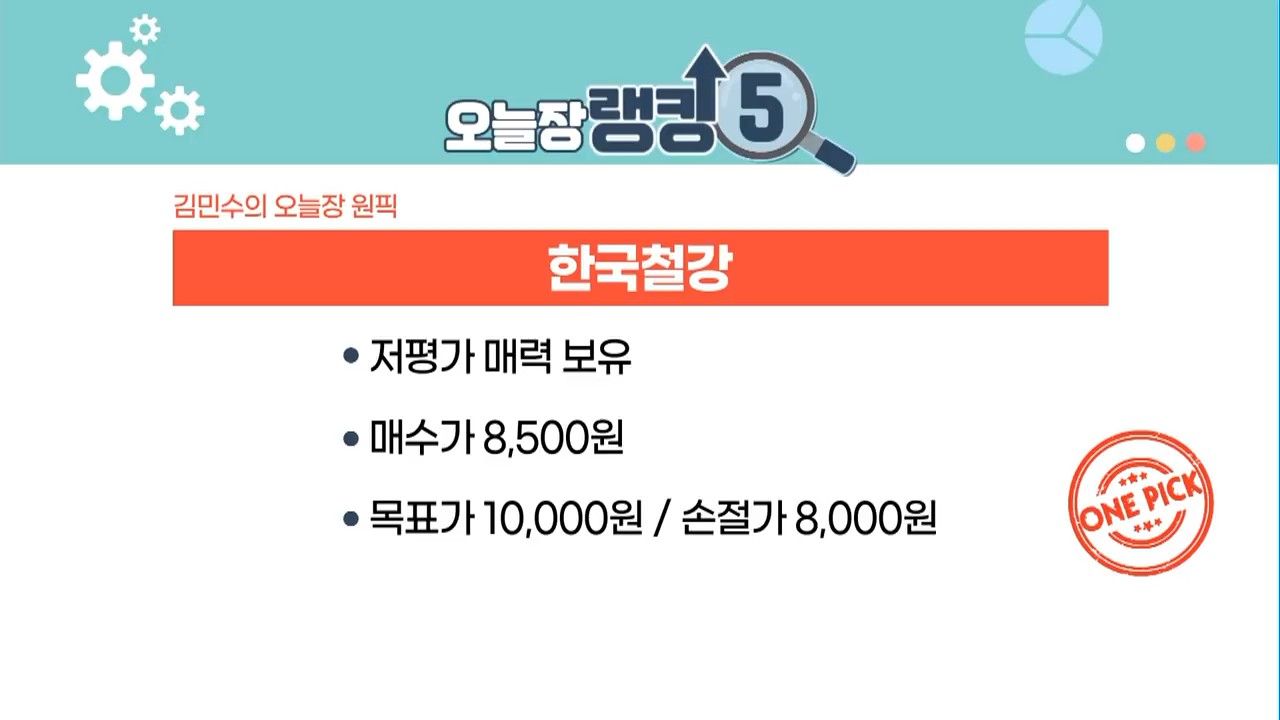 오늘장랭킹 5
김민수의 오늘장 원픽
한국철강
• 저평가 매력 보유
• 매수가 8,500원
• 목표가 10,000원 / 손절가 8,000원
ONE PICK